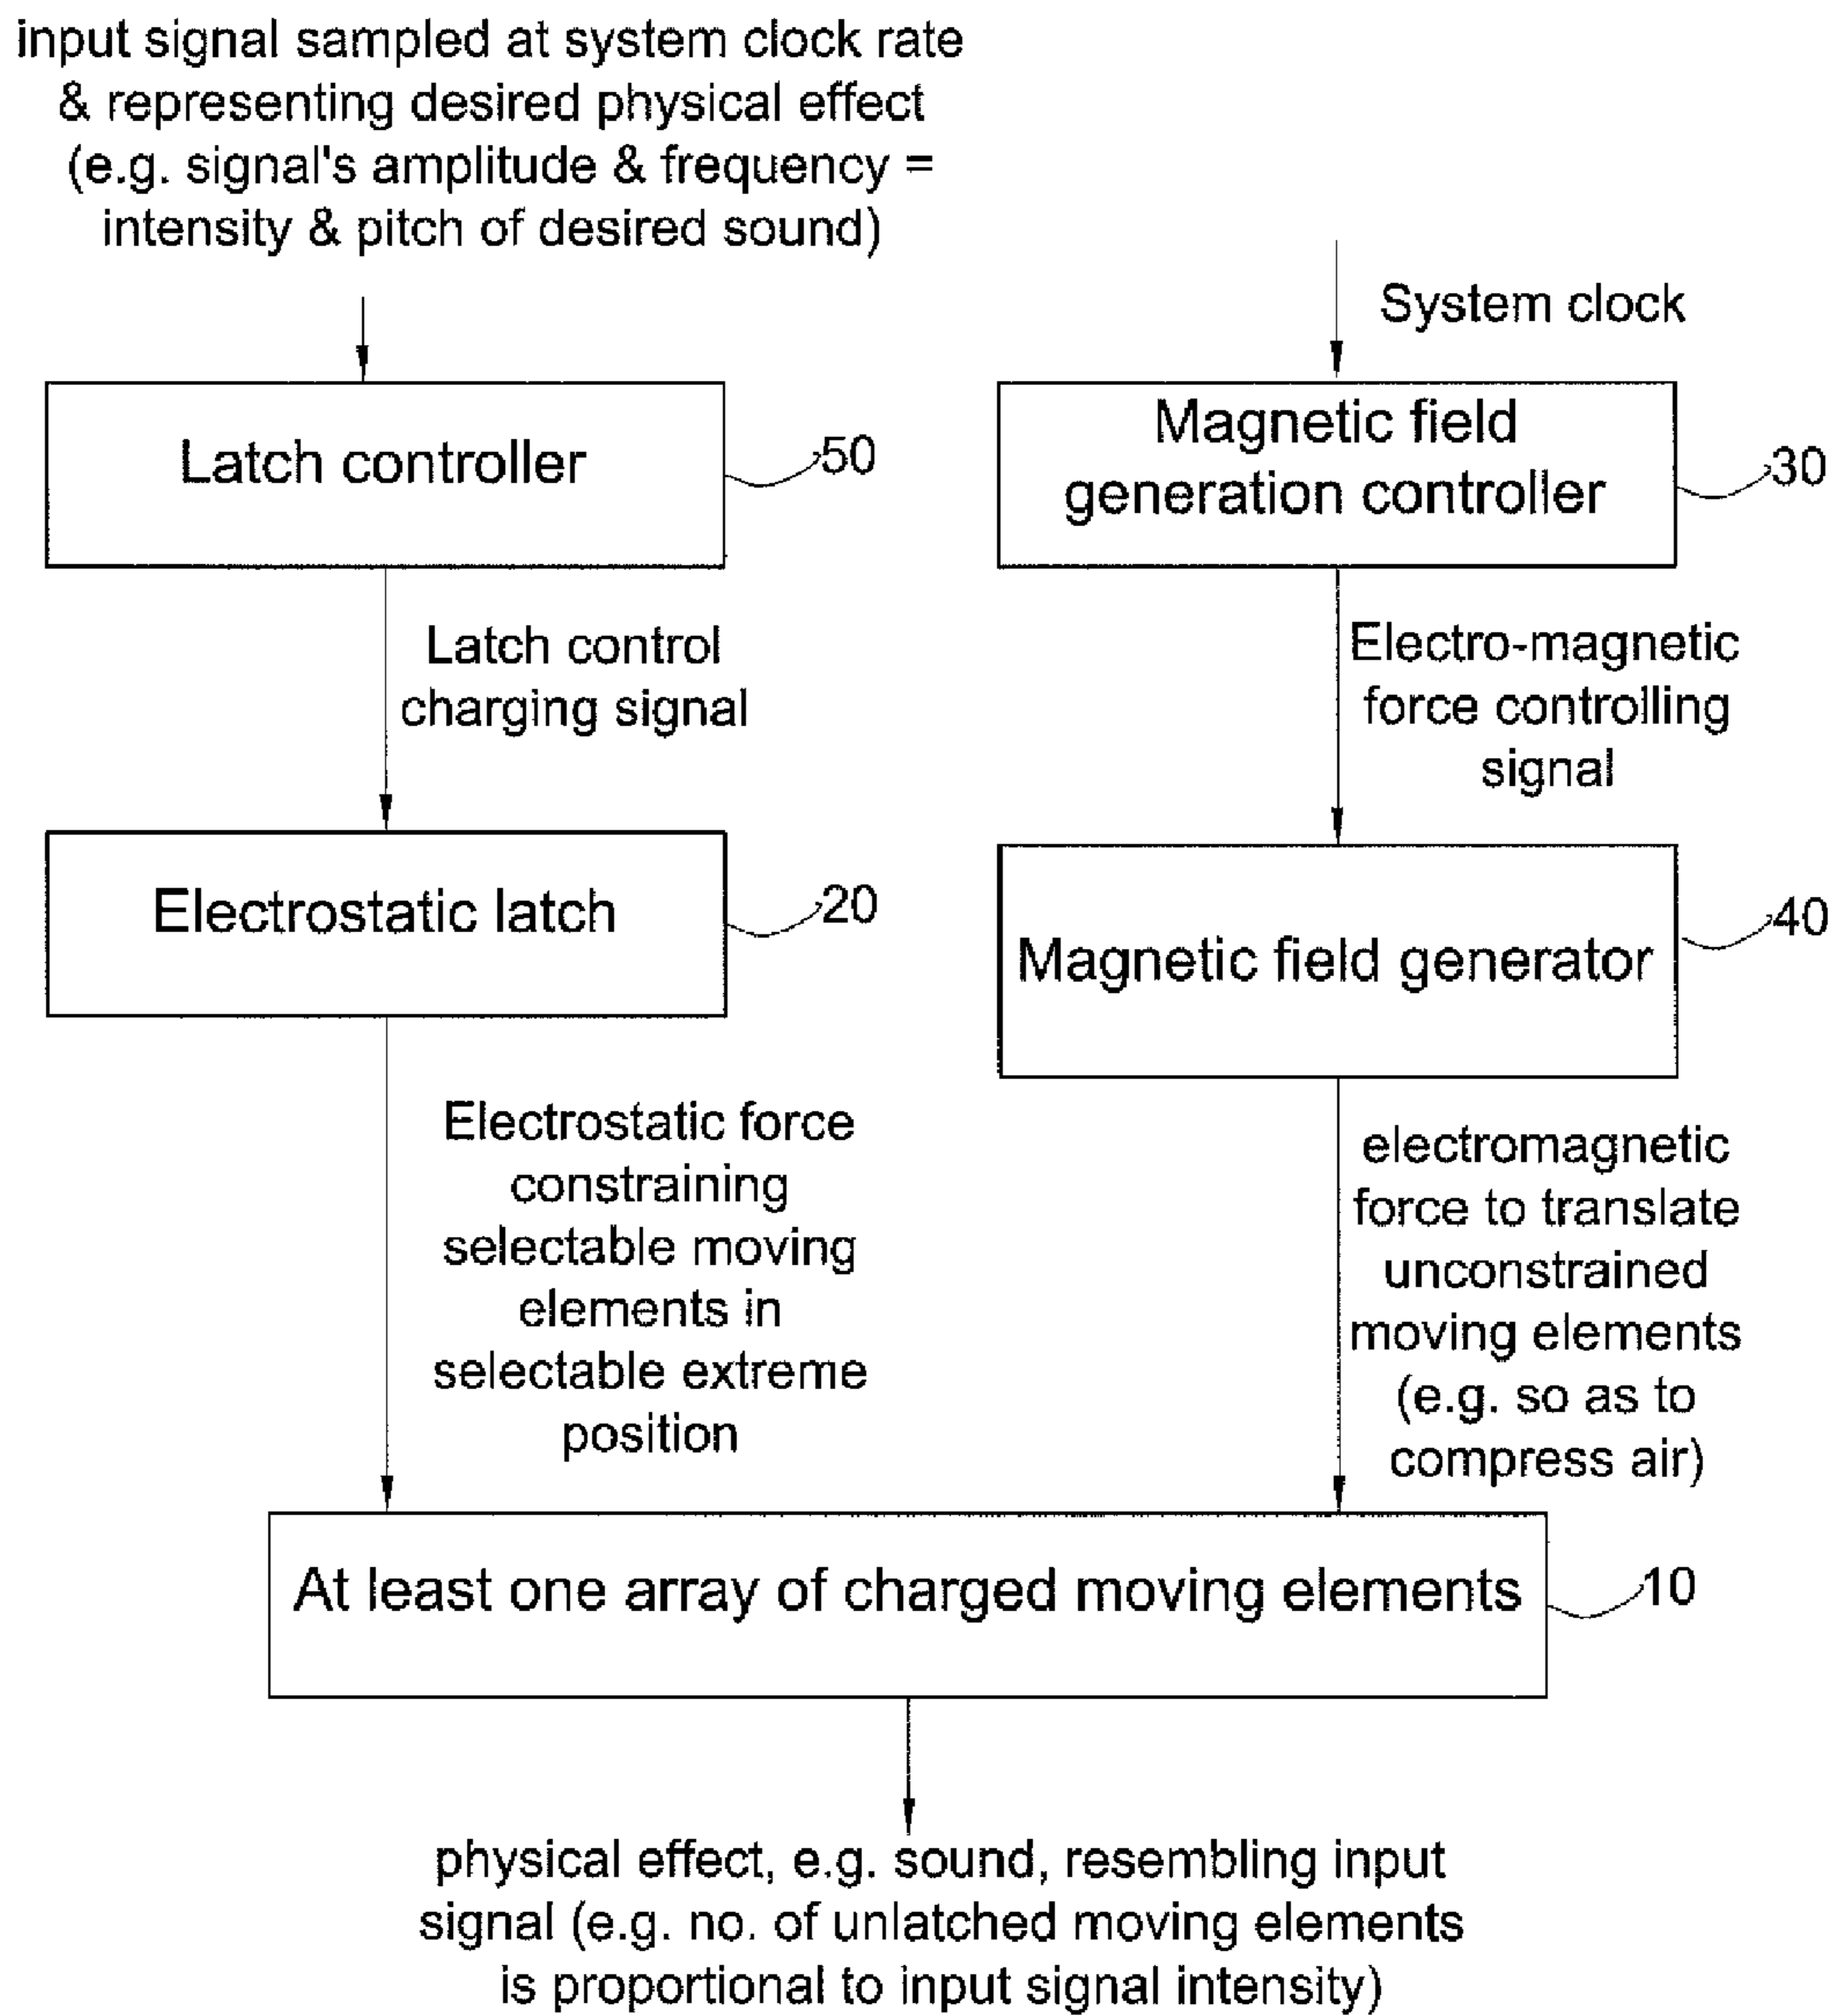 input signal sampled at system clock rate
& representing desired physical effect
(e.g. signal's amplitude & frequency =
intensity & pitch of desired sound)
System clock
Latch controller
50
Magnetic field
generation controller
30
Latch control
charging signal
Electro-magnetic
force controlling
signal
Electrostatic latch
20
Magnetic field generator
40
Electrostatic force
constraining
selectable moving
elements in
selectable extreme
position
electromagnetic
force to translate
unconstrained
moving elements
(e.g. so as to
compress air)
At least one array of charged moving elements
10
physical effect, e.g. sound, resembling input
signal (e.g. no. of unlatched moving elements
is proportional to input signal intensity)